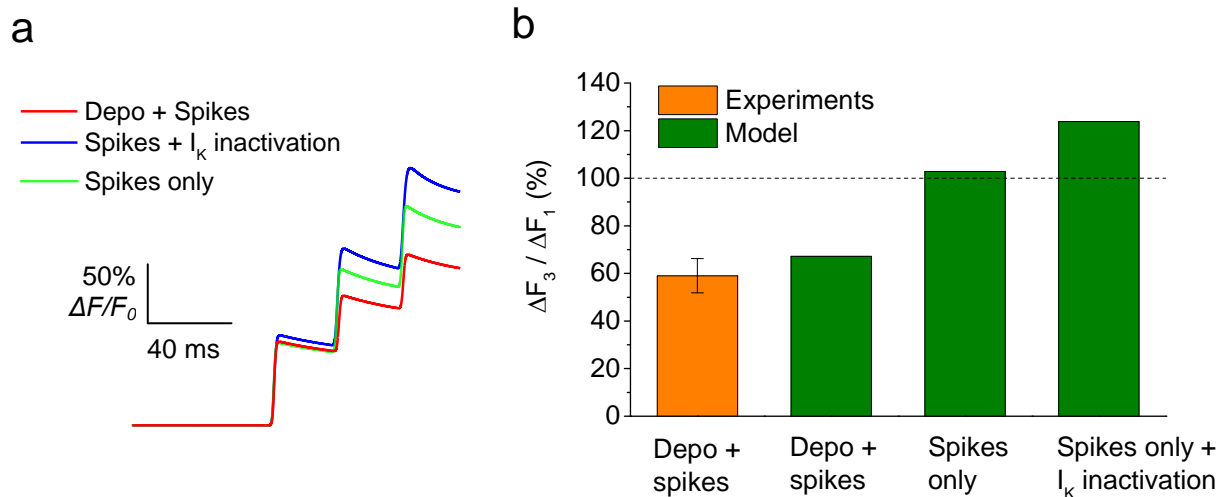 a
Depo + Spikes
Spikes + I_K inactivation
Spikes only
50%
ΔF/F_0
40 ms
b
ΔF_3 / ΔF_1 (%)
140
120
100
80
60
40
20
0
Experiments
Model
Depo +
spikes
Depo +
spikes
Spikes
only
Spikes only +
I_K inactivation